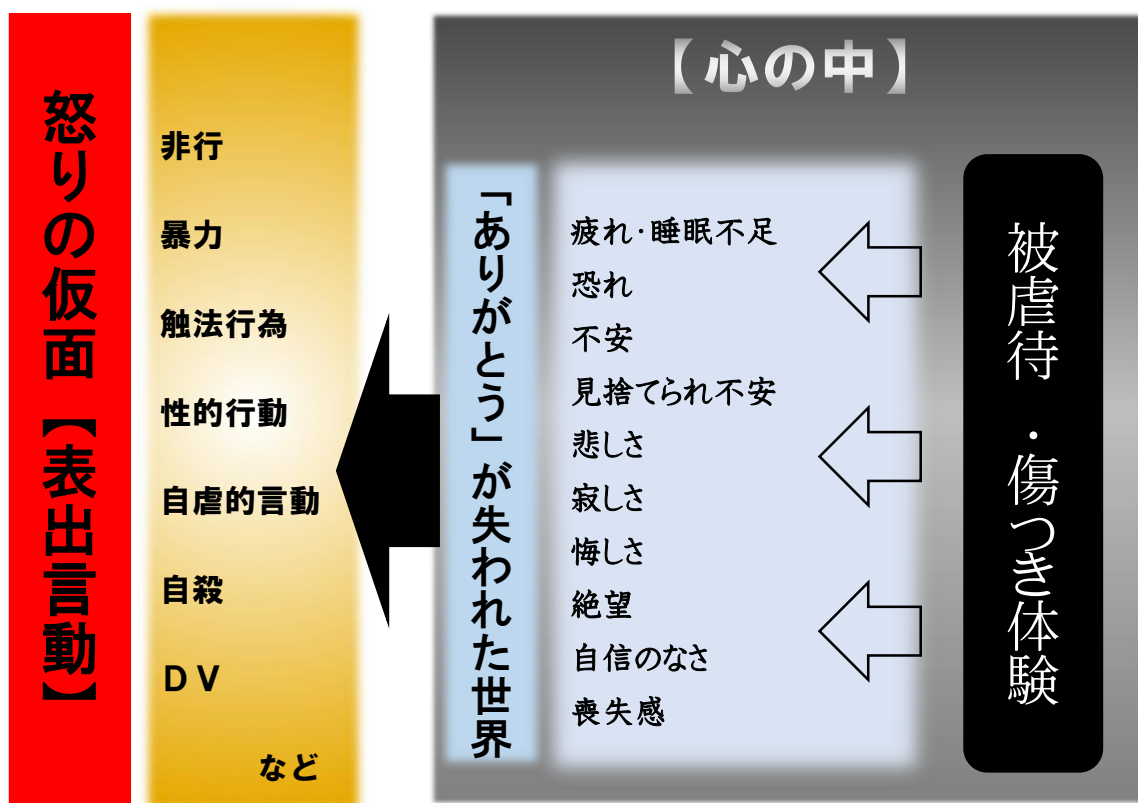 怒りの仮面【表出言動】
非行
暴力
触法行為
性的行動
自虐的言動
自殺
ＤＶ
など
【心の中】
「ありがとう」が失われた世界
疲れ・睡眠不足
恐れ
不安
見捨てられ不安
悲しさ
寂しさ
悔しさ
絶望
自信のなさ
喪失感
被虐待・傷つき体験